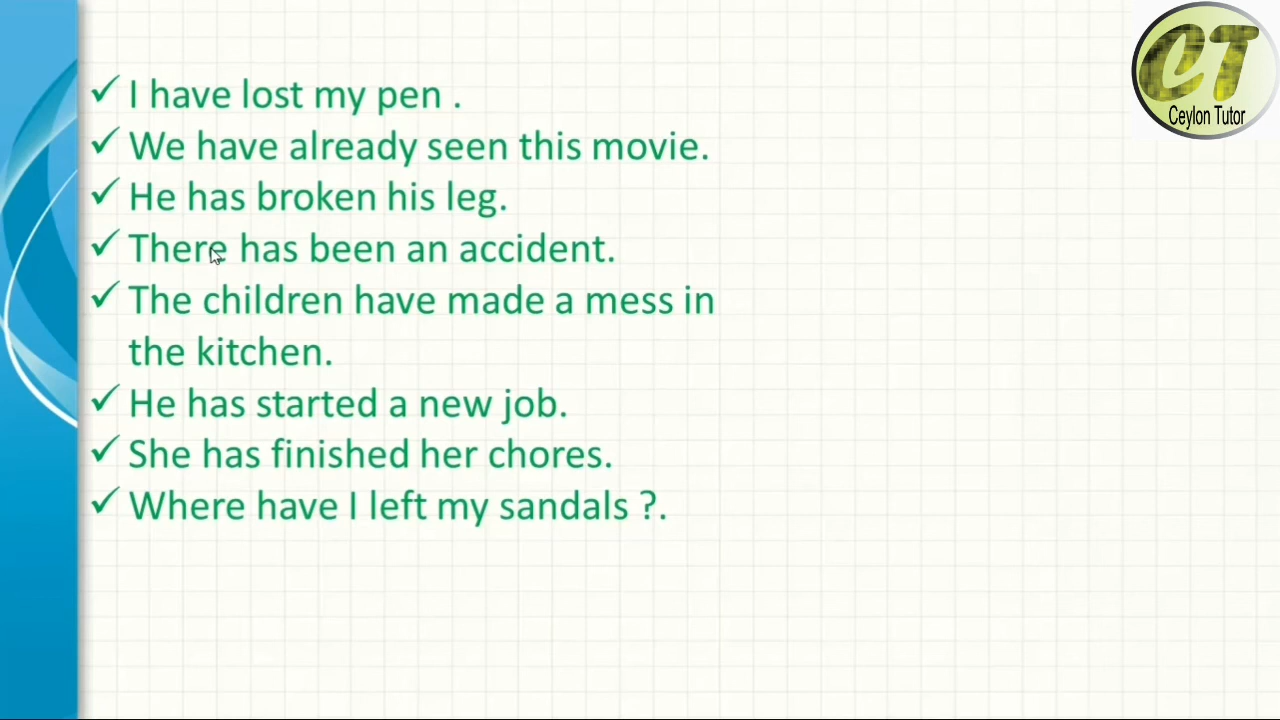 CT
Ceylon Tutor
✓ I have lost my pen .
✓ We have already seen this movie.
✓ He has broken his leg.
✓ There has been an accident.
✓ The children have made a mess in
the kitchen.
✓ He has started a new job.
✓ She has finished her chores.
✓ Where have I left my sandals ?.